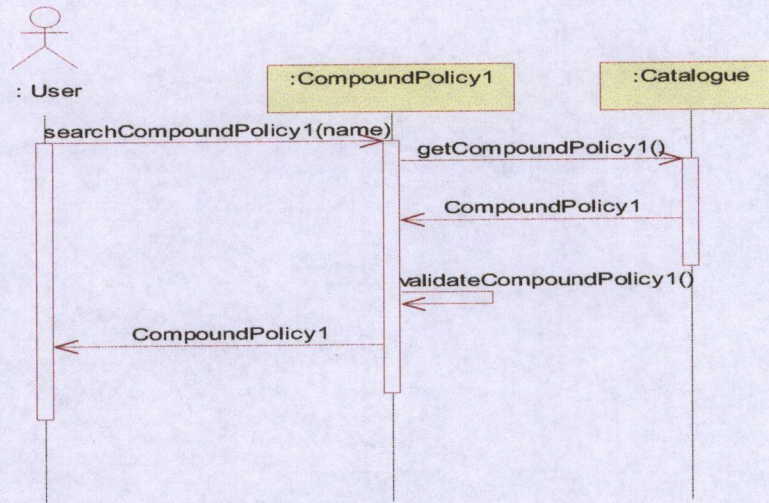 : User
:CompoundPolicy1
:Catalogue
searchCompoundPolicy1(name)
getCompoundPolicy1()
CompoundPolicy1
validateCompoundPolicy1()
CompoundPolicy1